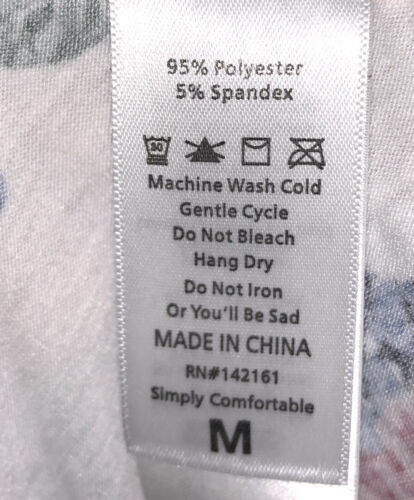 95% Polyester
5% Spandex
30
Machine Wash Cold
Gentle Cycle
Do Not Bleach
Hang Dry
Do Not Iron
Or You'll Be Sad
MADE IN CHINA
RN#142161
Simply Comfortable
M